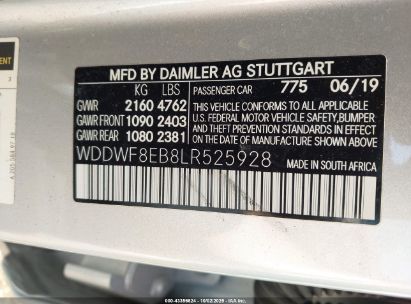 MFD BY DAIMLER AG STUTTGART
KG LBS
PASSENGER CAR 775 06/19
GVWR 2160 4762
GAWR FRONT 1090 2403
GAWR REAR 1080 2381
THIS VEHICLE CONFORMS TO ALL APPLICABLE
U.S. FEDERAL MOTOR VEHICLE SAFETY, BUMPER
AND THEFT PREVENTION STANDARDS IN EFFECT
ON THE DATE OF MANUFACTURE SHOWN ABOVE.
WDDWF8EB8LR525928
MADE IN SOUTH AFRICA